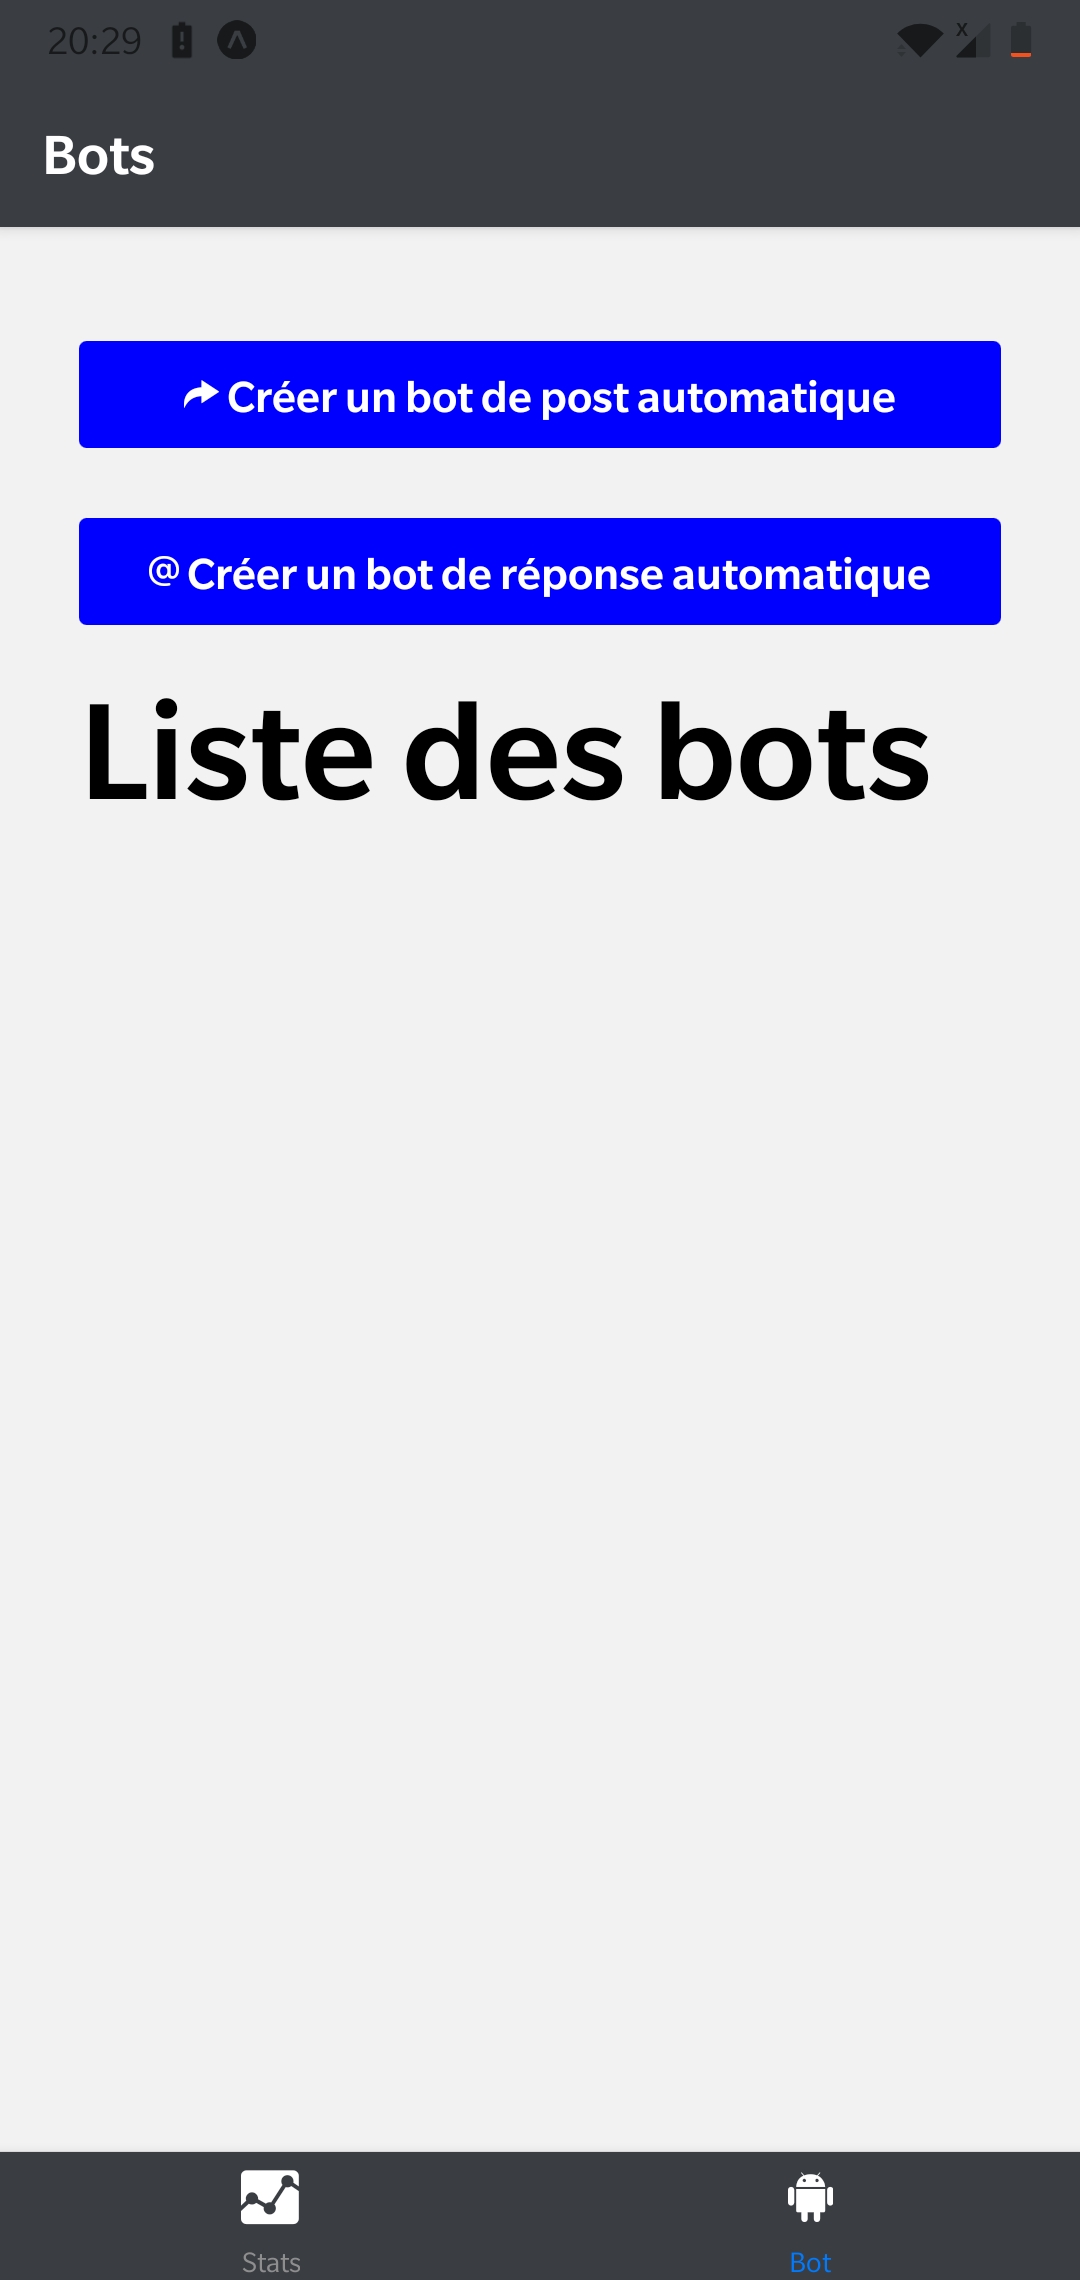 20:29
Bots
Créer un bot de post automatique
@ Créer un bot de réponse automatique
Liste des bots
Stats
Bot